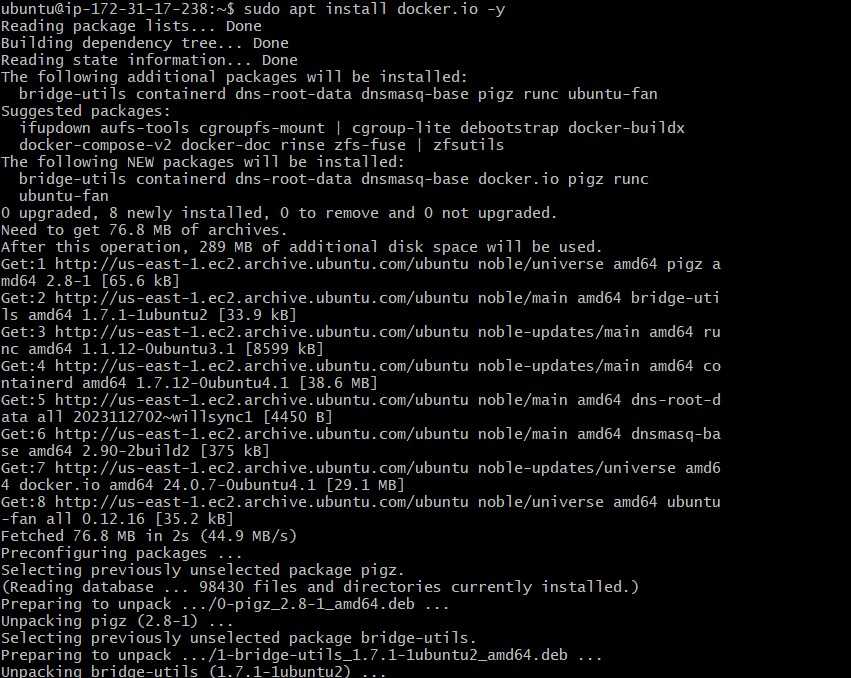 ubuntu@ip-172-31-17-238:~$ sudo apt install docker.io -y
Reading package lists... Done
Building dependency tree... Done
Reading state information... Done
The following additional packages will be installed:
  bridge-utils containerd dns-root-data dnsmasq-base pigz runc ubuntu-fan
Suggested packages:
  ifupdown aufs-tools cgroupfs-mount | cgroup-lite debootstrap docker-buildx
  docker-compose-v2 docker-doc rinse zfs-fuse | zfsutils
The following NEW packages will be installed:
  bridge-utils containerd dns-root-data dnsmasq-base docker.io pigz runc
  ubuntu-fan
0 upgraded, 8 newly installed, 0 to remove and 0 not upgraded.
Need to get 76.8 MB of archives.
After this operation, 289 MB of additional disk space will be used.
Get:1 http://us-east-1.ec2.archive.ubuntu.com/ubuntu noble/universe amd64 pigz a
md64 2.8-1 [65.6 kB]
Get:2 http://us-east-1.ec2.archive.ubuntu.com/ubuntu noble/main amd64 bridge-uti
ls amd64 1.7.1-1ubuntu2 [33.9 kB]
Get:3 http://us-east-1.ec2.archive.ubuntu.com/ubuntu noble-updates/main amd64 ru
nc amd64 1.1.12-0ubuntu3.1 [8599 kB]
Get:4 http://us-east-1.ec2.archive.ubuntu.com/ubuntu noble-updates/main amd64 co
ntainerd amd64 1.7.12-0ubuntu4.1 [38.6 MB]
Get:5 http://us-east-1.ec2.archive.ubuntu.com/ubuntu noble/main amd64 dns-root-d
ata all 2023112702~willsync1 [4450 B]
Get:6 http://us-east-1.ec2.archive.ubuntu.com/ubuntu noble/main amd64 dnsmasq-ba
se amd64 2.90-2build2 [375 kB]
Get:7 http://us-east-1.ec2.archive.ubuntu.com/ubuntu noble-updates/universe amd6
4 docker.io amd64 24.0.7-0ubuntu4.1 [29.1 MB]
Get:8 http://us-east-1.ec2.archive.ubuntu.com/ubuntu noble/universe amd64 ubuntu
-fan all 0.12.16 [35.2 kB]
Fetched 76.8 MB in 2s (44.9 MB/s)
Preconfiguring packages ...
Selecting previously unselected package pigz.
(Reading database ... 98430 files and directories currently installed.)
Preparing to unpack .../0-pigz_2.8-1_amd64.deb ...
Unpacking pigz (2.8-1) ...
Selecting previously unselected package bridge-utils.
Preparing to unpack .../1-bridge-utils_1.7.1-1ubuntu2_amd64.deb ...
Unpacking bridge-utils (1.7.1-1ubuntu2) ...